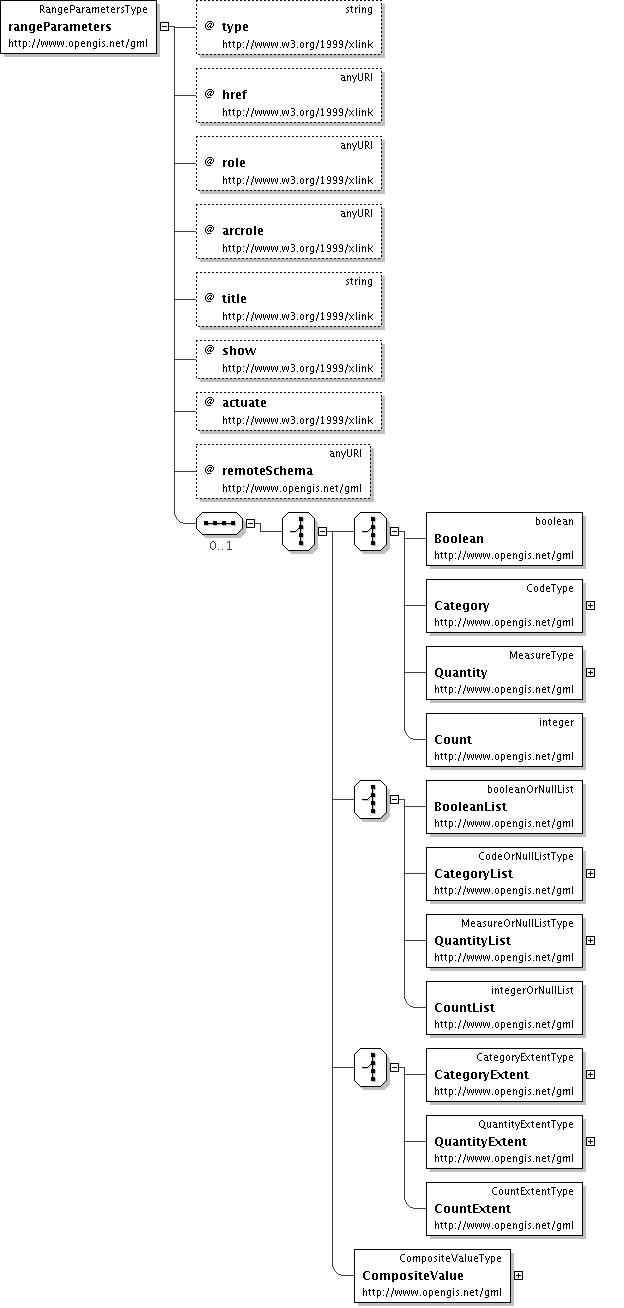 RangeParametersType
rangeParameters
http://www.opengis.net/gml
string
@ type
http://www.w3.org/1999/xlink
anyURI
@ href
http://www.w3.org/1999/xlink
anyURI
@ role
http://www.w3.org/1999/xlink
anyURI
@ arcrole
http://www.w3.org/1999/xlink
string
@ title
http://www.w3.org/1999/xlink
@ show
http://www.w3.org/1999/xlink
@ actuate
http://www.w3.org/1999/xlink
anyURI
@ remoteSchema
http://www.opengis.net/gml
0..1
boolean
Boolean
http://www.opengis.net/gml
CodeType
Category
http://www.opengis.net/gml
MeasureType
Quantity
http://www.opengis.net/gml
integer
Count
http://www.opengis.net/gml
booleanOrNullList
BooleanList
http://www.opengis.net/gml
CodeOrNullListType
CategoryList
http://www.opengis.net/gml
MeasureOrNullListType
QuantityList
http://www.opengis.net/gml
integerOrNullList
CountList
http://www.opengis.net/gml
CategoryExtentType
CategoryExtent
http://www.opengis.net/gml
QuantityExtentType
QuantityExtent
http://www.opengis.net/gml
CountExtentType
CountExtent
http://www.opengis.net/gml
CompositeValueType
CompositeValue
http://www.opengis.net/gml